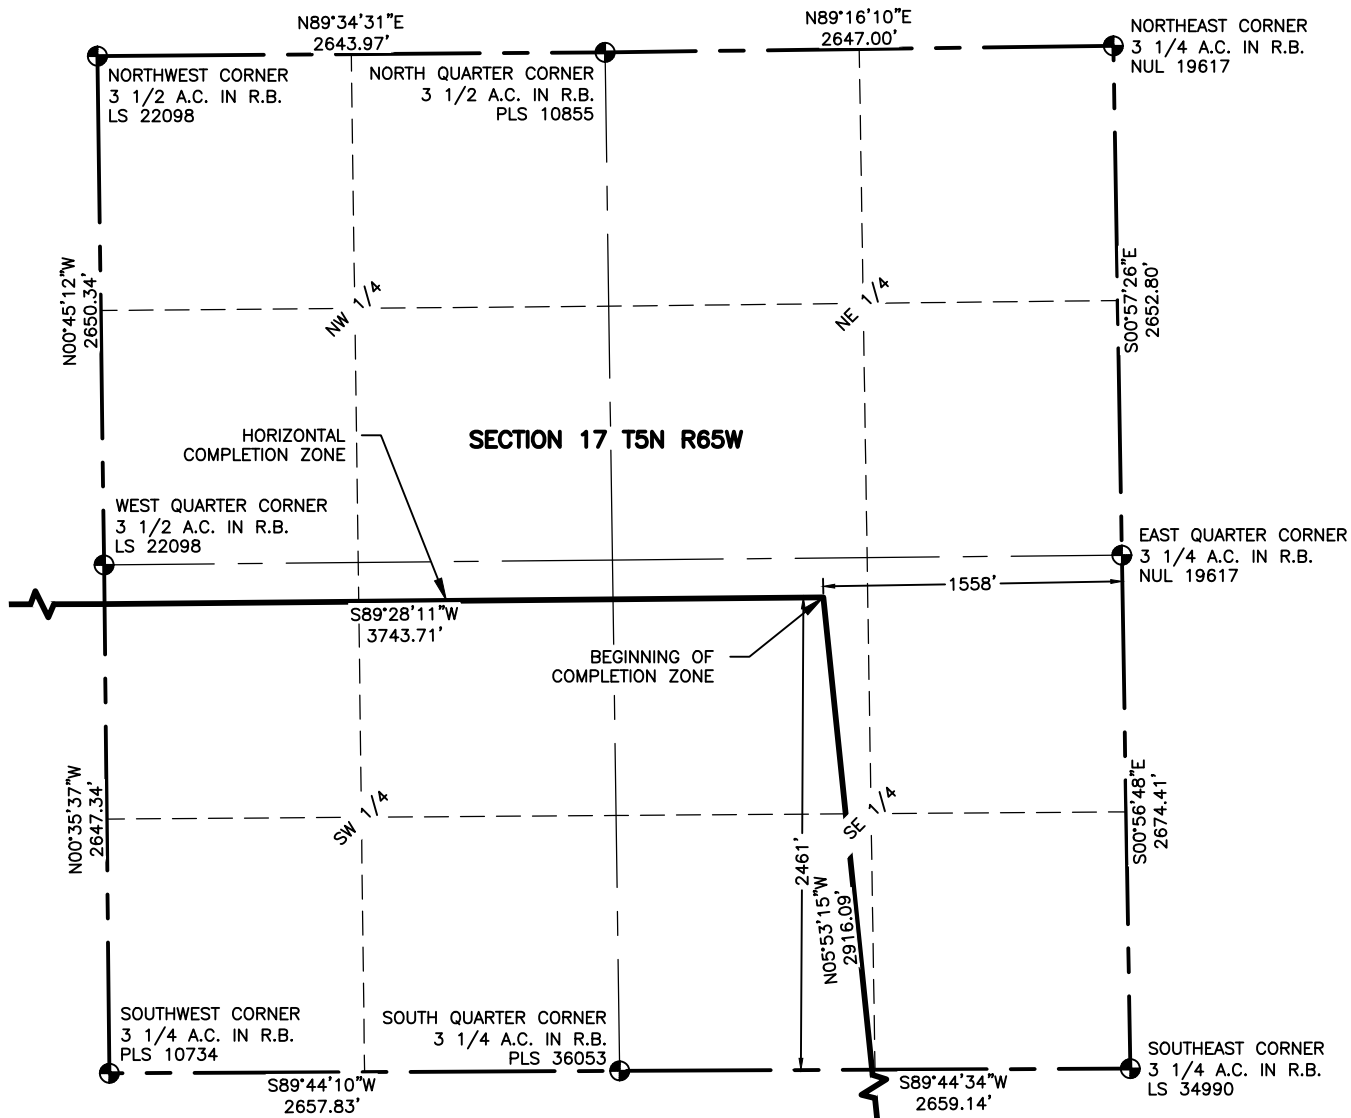 N89°34'31"E
2643.97'
N89°16'10"E
2647.00'
NORTHEAST CORNER
3 1/4 A.C. IN R.B.
NUL 19617
NORTHWEST CORNER
3 1/2 A.C. IN R.B.
LS 22098
NORTH QUARTER CORNER
3 1/2 A.C. IN R.B.
PLS 10855
N00°45'12"W
2650.34'
NW 1/4
NE 1/4
S00°57'26"E
2652.80'
HORIZONTAL
COMPLETION ZONE
SECTION 17 T5N R65W
WEST QUARTER CORNER
3 1/2 A.C. IN R.B.
LS 22098
EAST QUARTER CORNER
3 1/4 A.C. IN R.B.
NUL 19617
1558'
S89°28'11"W
3743.71'
BEGINNING OF
COMPLETION ZONE
N00°35'37"W
2647.34'
SW 1/4
SE 1/4
S00°56'48"E
2674.41'
2461'
N05°53'15"W
2916.09'
SOUTHWEST CORNER
3 1/4 A.C. IN R.B.
PLS 10734
SOUTH QUARTER CORNER
3 1/4 A.C. IN R.B.
PLS 36053
SOUTHEAST CORNER
3 1/4 A.C. IN R.B.
LS 34990
S89°44'10"W
2657.83'
S89°44'34"W
2659.14'